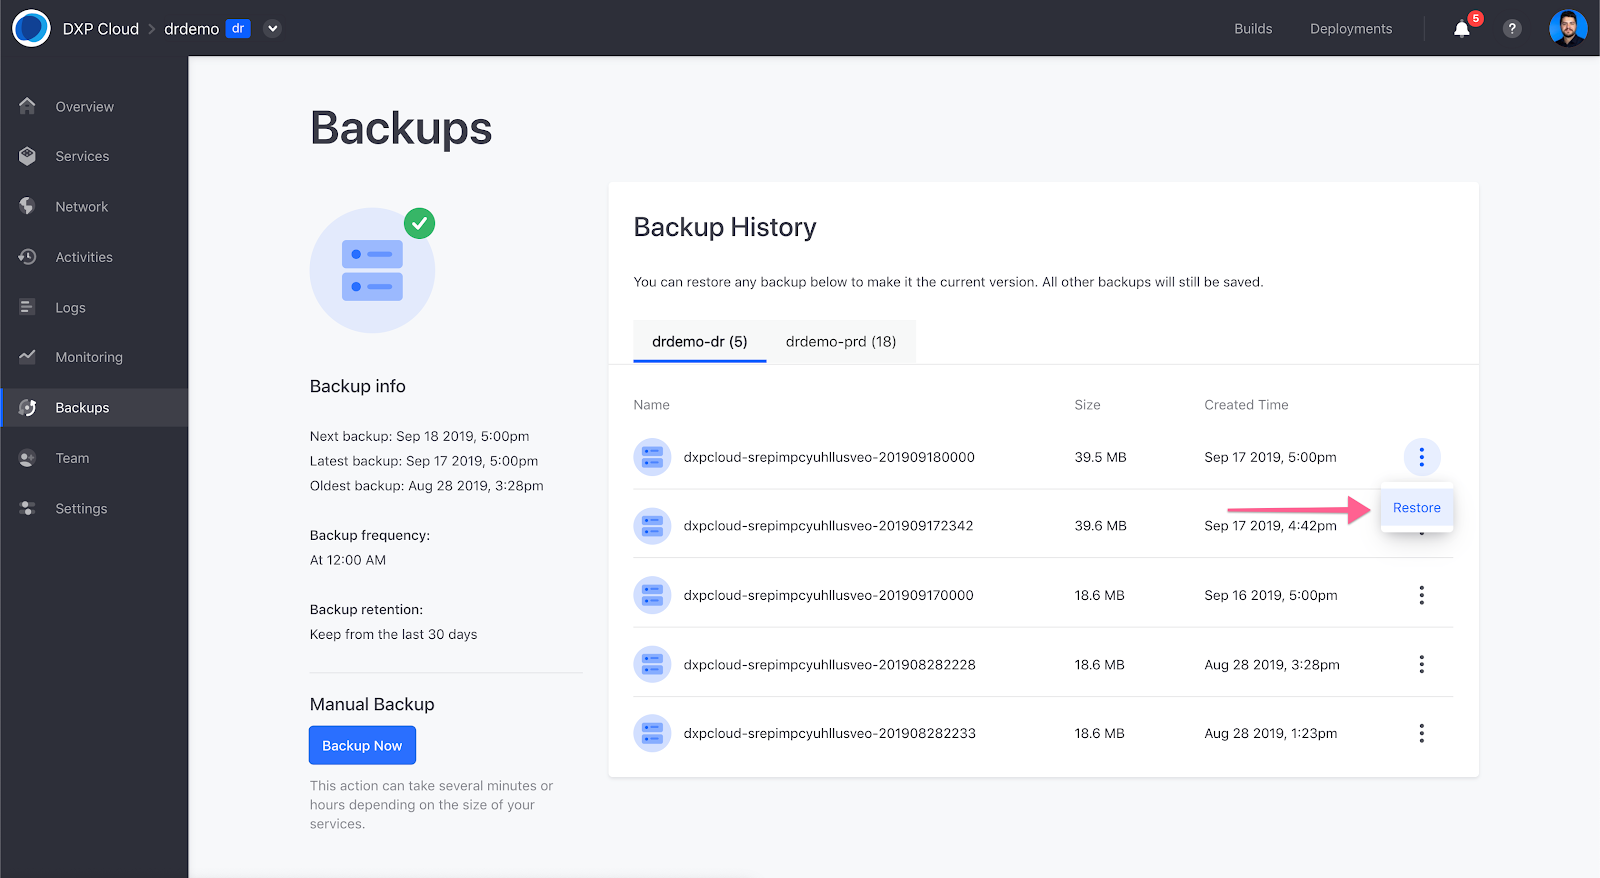 DXP Cloud > drdemo dr
Builds
Deployments
5
?
Overview
Services
Network
Activities
Logs
Monitoring
Backups
Team
Settings
Backups
Backup info
Next backup: Sep 18 2019, 5:00pm
Latest backup: Sep 17 2019, 5:00pm
Oldest backup: Aug 28 2019, 3:28pm
Backup frequency:
At 12:00 AM
Backup retention:
Keep from the last 30 days
Manual Backup
Backup Now
This action can take several minutes or
hours depending on the size of your
services.
Backup History
You can restore any backup below to make it the current version. All other backups will still be saved.
drdemo-dr (5) drdemo-prd (18)
Name Size Created Time
dxpcloud-srepimpcyuhllusveo-201909180000 39.5 MB Sep 17 2019, 5:00pm
Restore
dxpcloud-srepimpcyuhllusveo-201909172342 39.6 MB Sep 17 2019, 4:42pm
dxpcloud-srepimpcyuhllusveo-201909170000 18.6 MB Sep 16 2019, 5:00pm
dxpcloud-srepimpcyuhllusveo-201908282228 18.6 MB Aug 28 2019, 3:28pm
dxpcloud-srepimpcyuhllusveo-201908282233 18.6 MB Aug 28 2019, 1:23pm